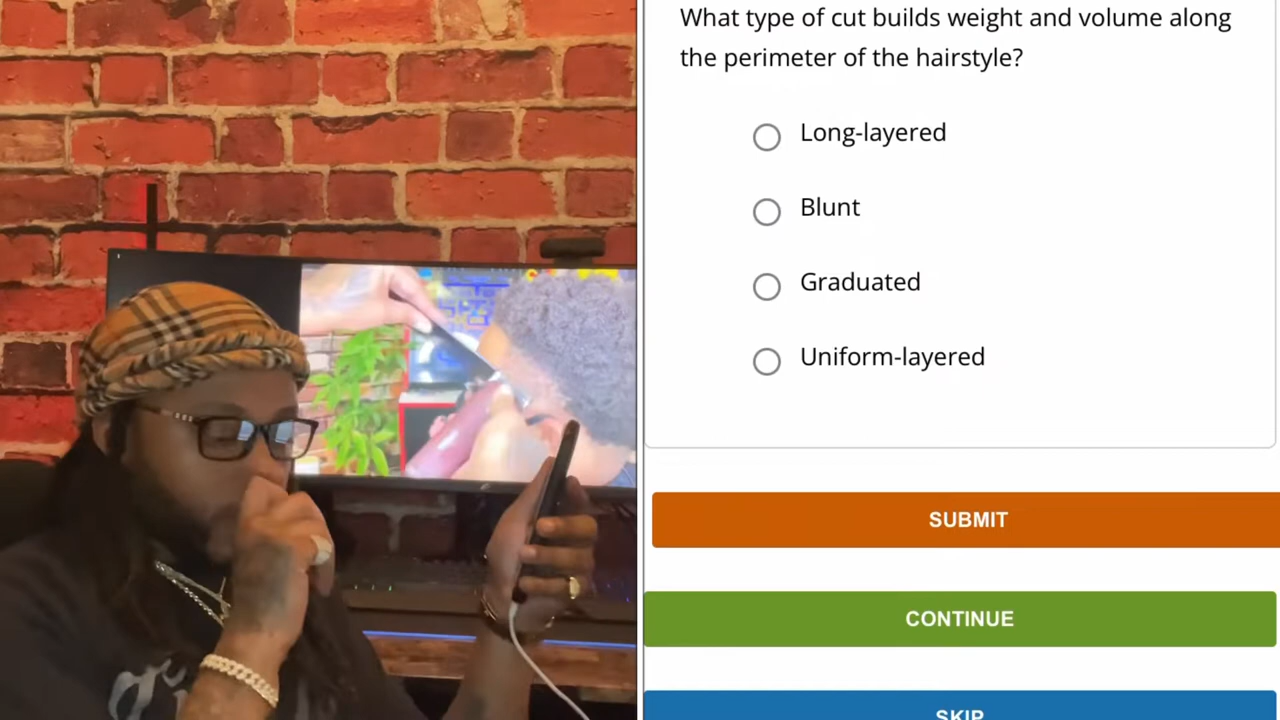 What type of cut builds weight and volume along
the perimeter of the hairstyle?
Long-layered
Blunt
Graduated
Uniform-layered
SUBMIT
CONTINUE
SKIP